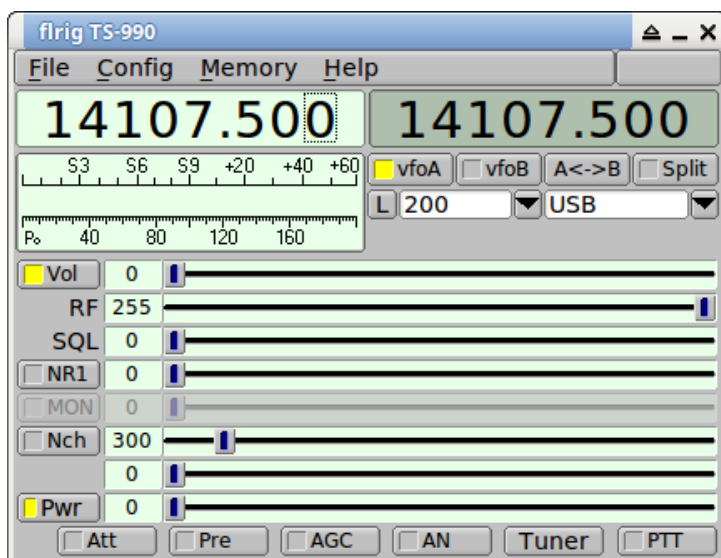 flrig TS-990
File Config Memory Help
14107.500 14107.500
S3 S6 S9 +20 +40 +60
vfoA vfoB A<->B Split
L 200 USB
Po 40 80 120 160
Vol 0
RF 255
SQL 0
NR1 0
MON 0
Nch 300
0
Pwr 0
Att Pre AGC AN Tuner PTT